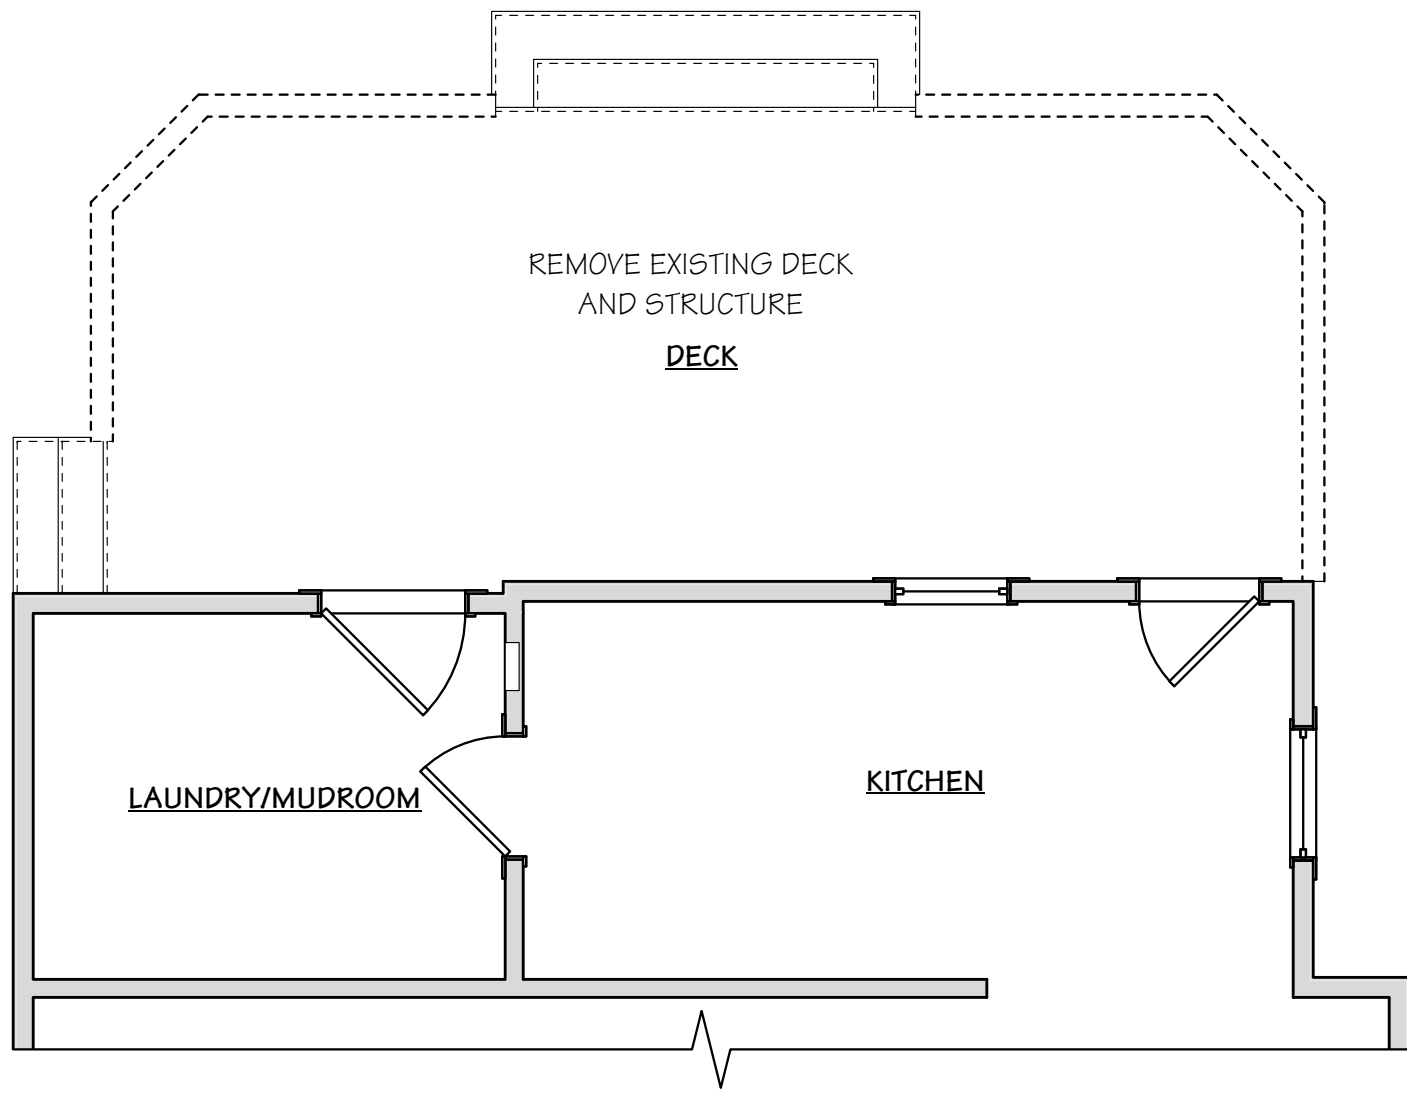 REMOVE EXISTING DECK
AND STRUCTURE
DECK
KITCHEN
LAUNDRY/MUDROOM